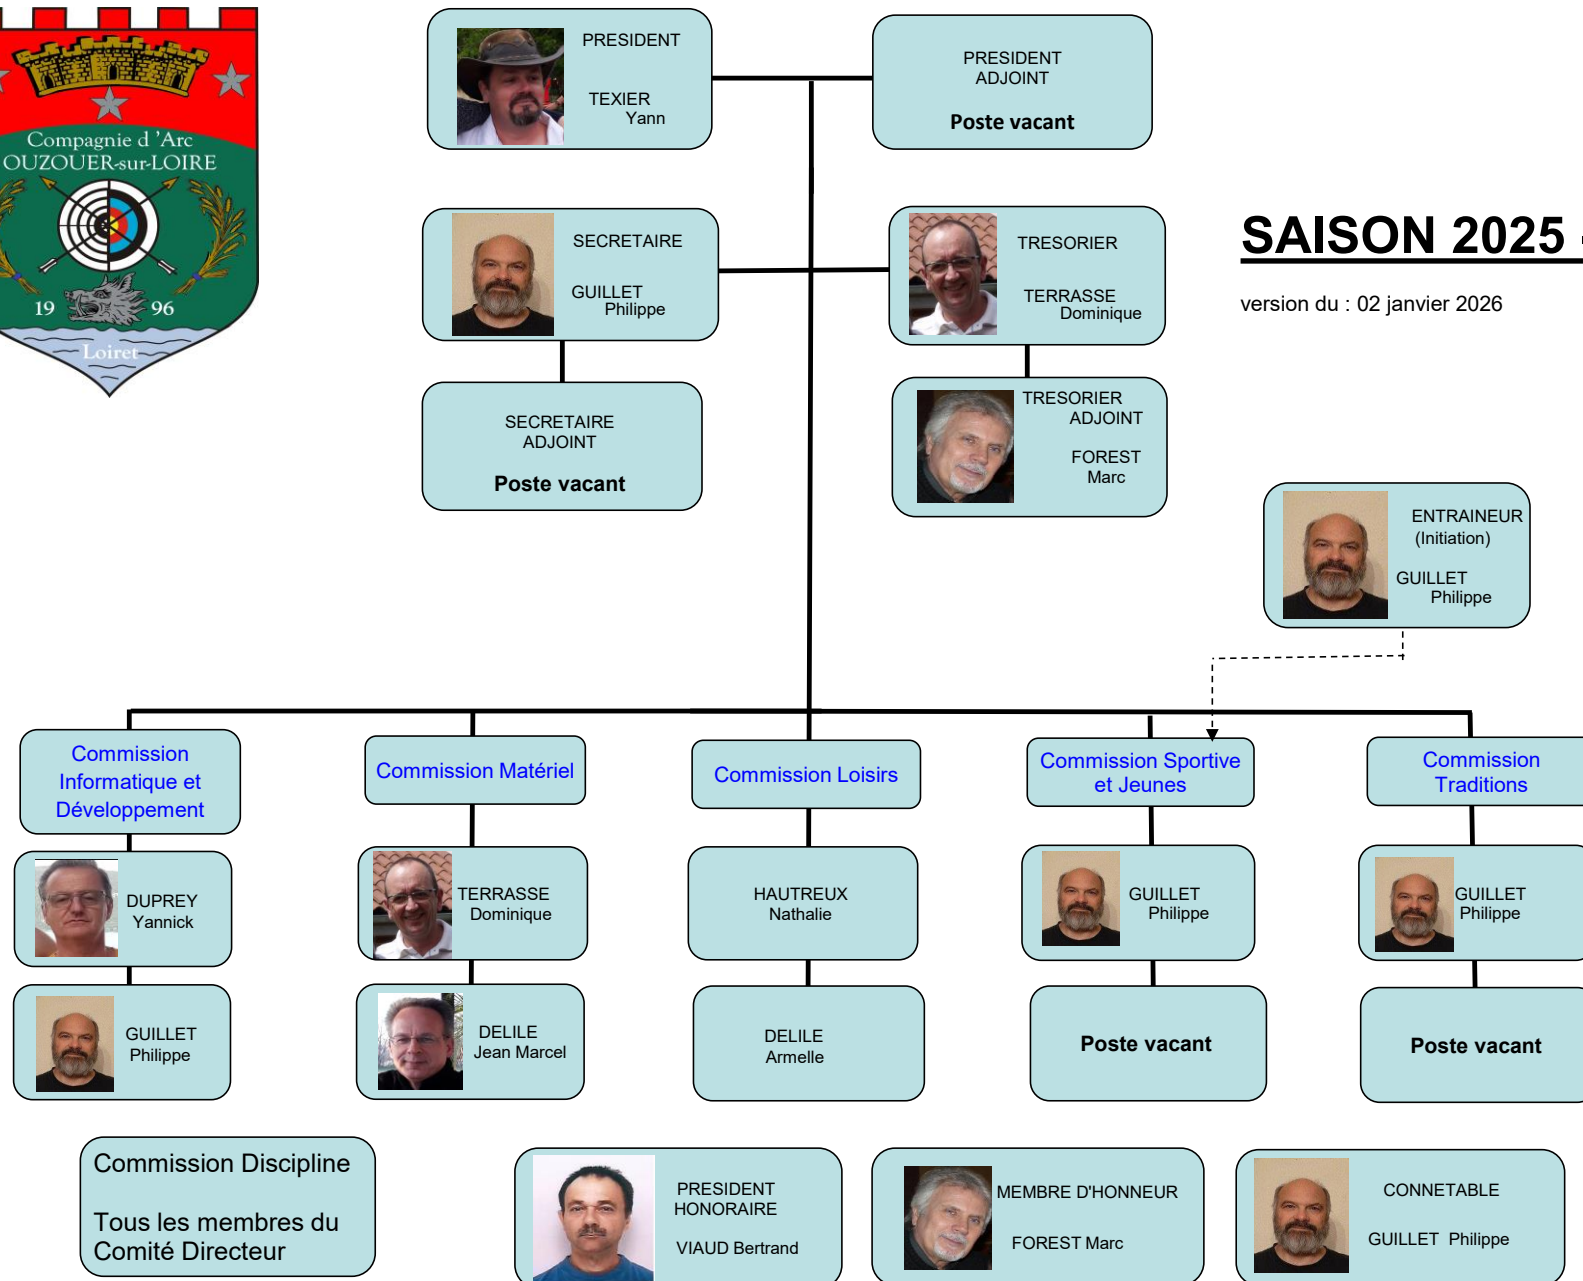 Compagnie d 'Arc
OUZOUER-sur-LOIRE
19 96
Loiret
PRESIDENT
TEXIER
Yann
PRESIDENT
ADJOINT
Poste vacant
SECRETAIRE
GUILLET
Philippe
TRESORIER
TERRASSE
Dominique
SAISON 2025 -
version du : 02 janvier 2026
SECRETAIRE
ADJOINT
Poste vacant
TRESORIER
ADJOINT
FOREST
Marc
ENTRAINEUR
(Initiation)
GUILLET
Philippe
Commission
Informatique et
Développement
Commission Matériel
Commission Loisirs
Commission Sportive
et Jeunes
Commission
Traditions
DUPREY
Yannick
TERRASSE
Dominique
HAUTREUX
Nathalie
GUILLET
Philippe
GUILLET
Philippe
GUILLET
Philippe
DELILE
Jean Marcel
DELILE
Armelle
Poste vacant
Poste vacant
Commission Discipline
Tous les membres du
Comité Directeur
PRESIDENT
HONORAIRE
VIAUD Bertrand
MEMBRE D'HONNEUR
FOREST Marc
CONNETABLE
GUILLET Philippe